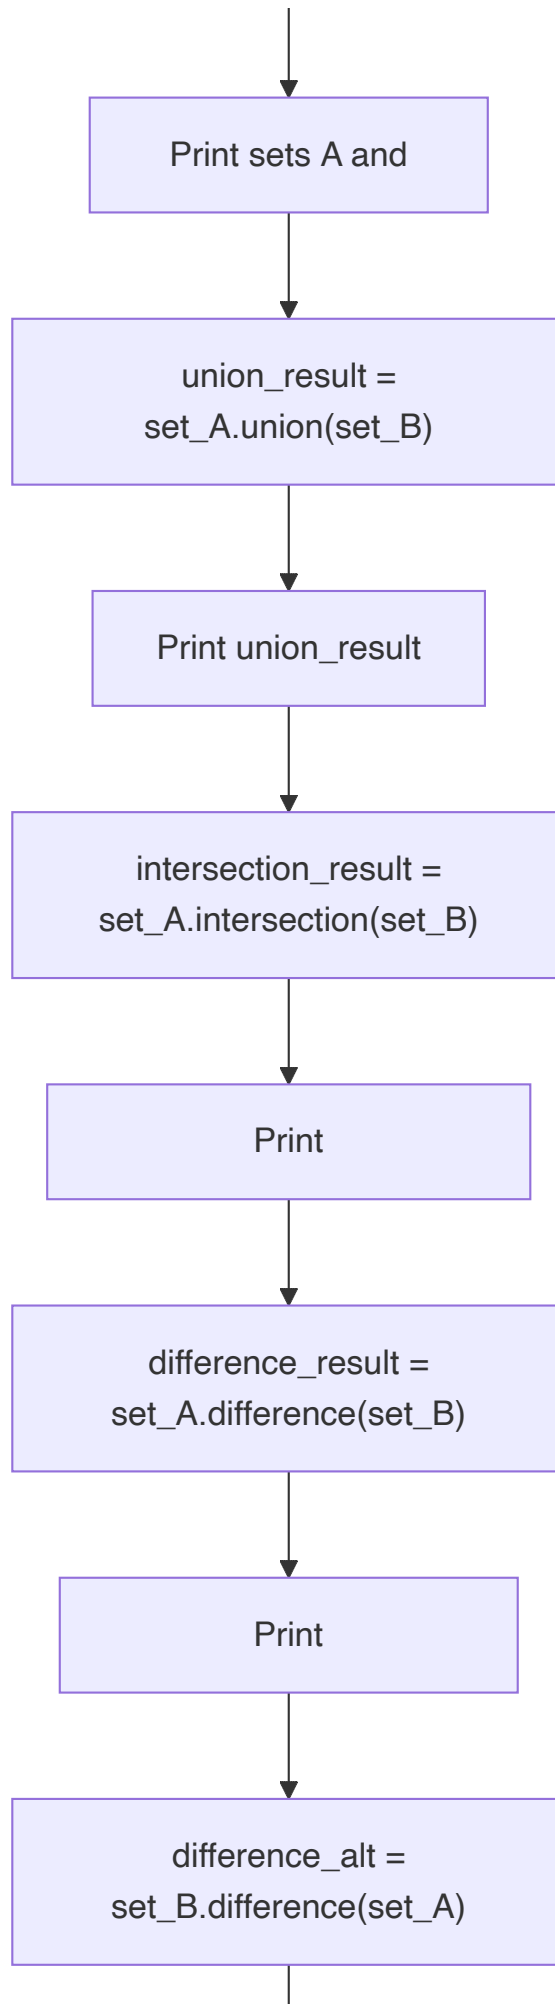 Print sets A and
union_result =
set_A.union(set_B)
Print union_result
intersection_result =
set_A.intersection(set_B)
Print
difference_result =
set_A.difference(set_B)
Print
difference_alt =
set_B.difference(set_A)